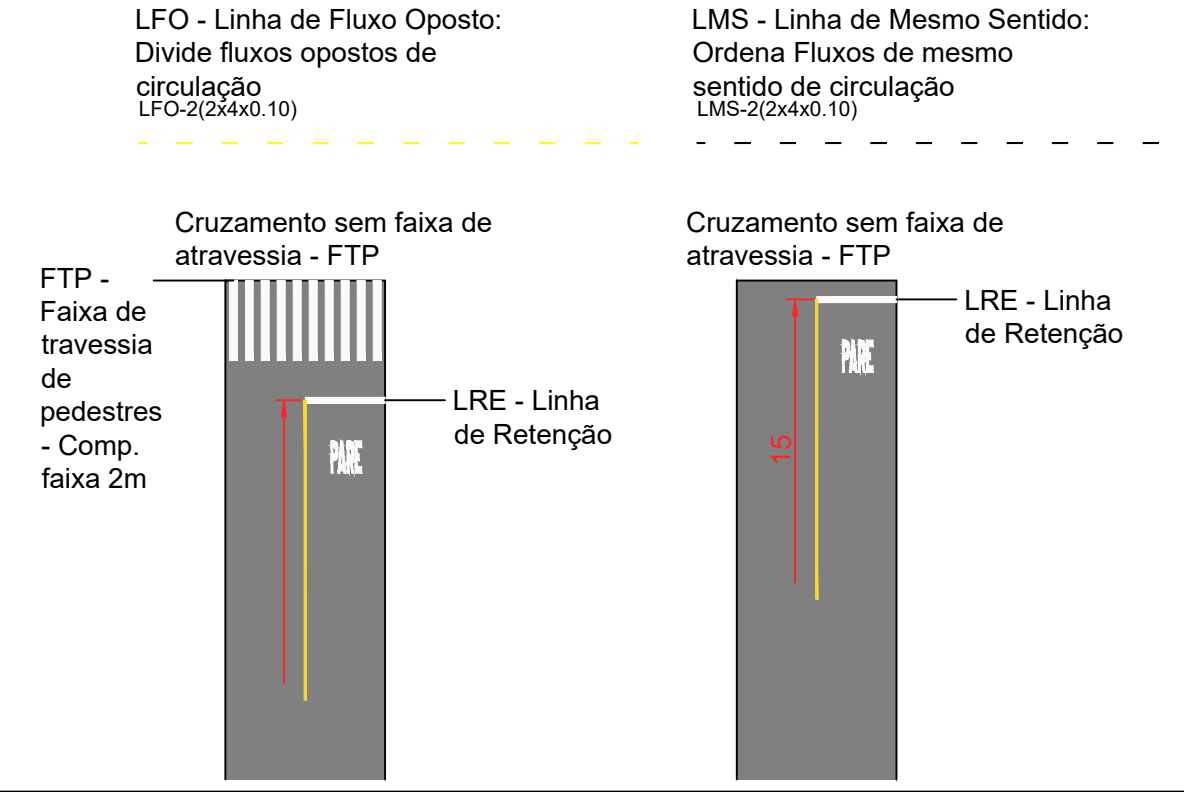 LFO - Linha de Fluxo Oposto:
Divide fluxos opostos de
circulação
LFO-2(2x4x0.10)
LMS - Linha de Mesmo Sentido:
Ordena Fluxos de mesmo
sentido de circulação
LMS-2(2x4x0.10)
Cruzamento sem faixa de
atravessia - FTP
FTP -
Faixa de
travessia
de
pedestres
- Comp.
faixa 2m
LRE - Linha
de Retenção
PARE
Cruzamento sem faixa de
atravessia - FTP
LRE - Linha
de Retenção
PARE
15